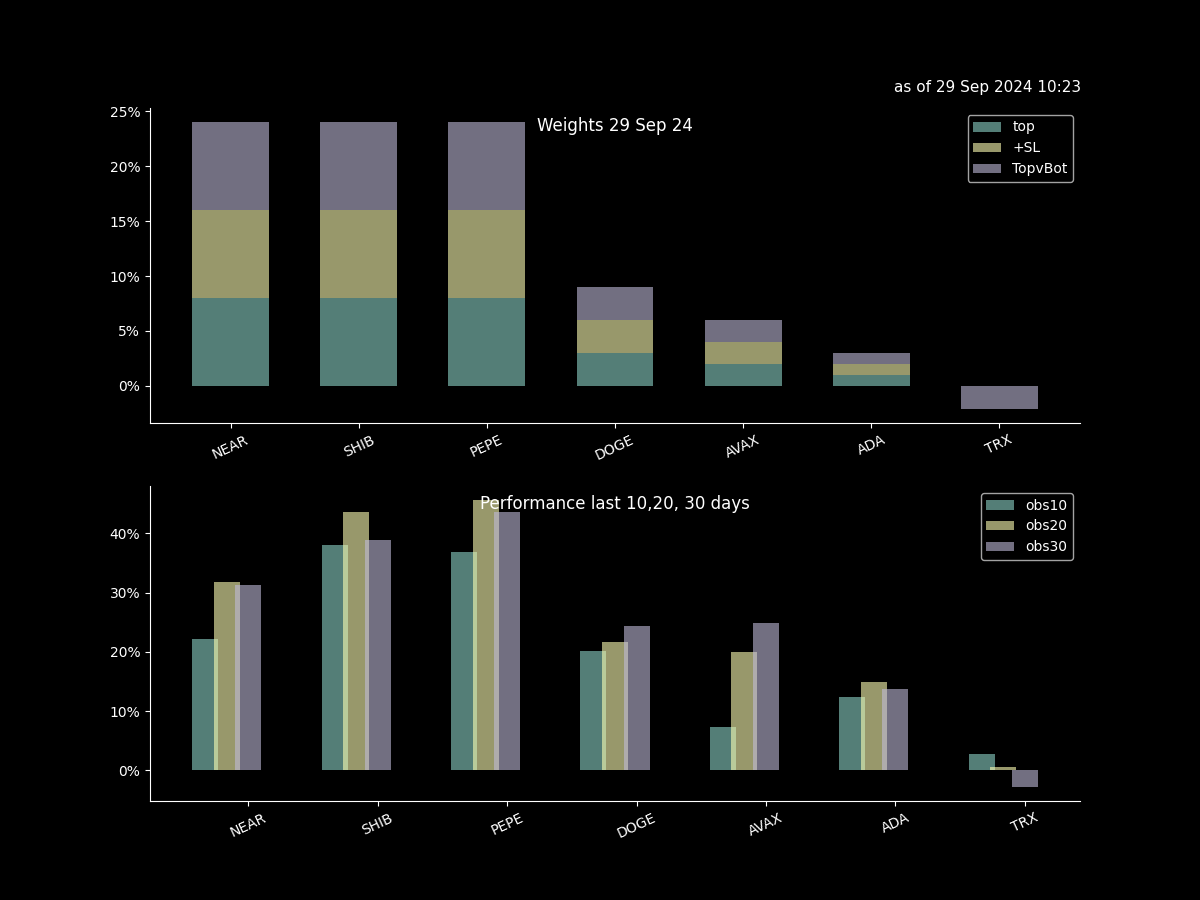 as of 29 Sep 2024 10:23
Weights 29 Sep 24
25%
20%
15%
10%
5%
0%
top
+SL
TopvBot
NEAR SHIB PEPE DOGE AVAX ADA TRX
Performance last 10,20, 30 days
40%
30%
20%
10%
0%
obs10
obs20
obs30
NEAR SHIB PEPE DOGE AVAX ADA TRX